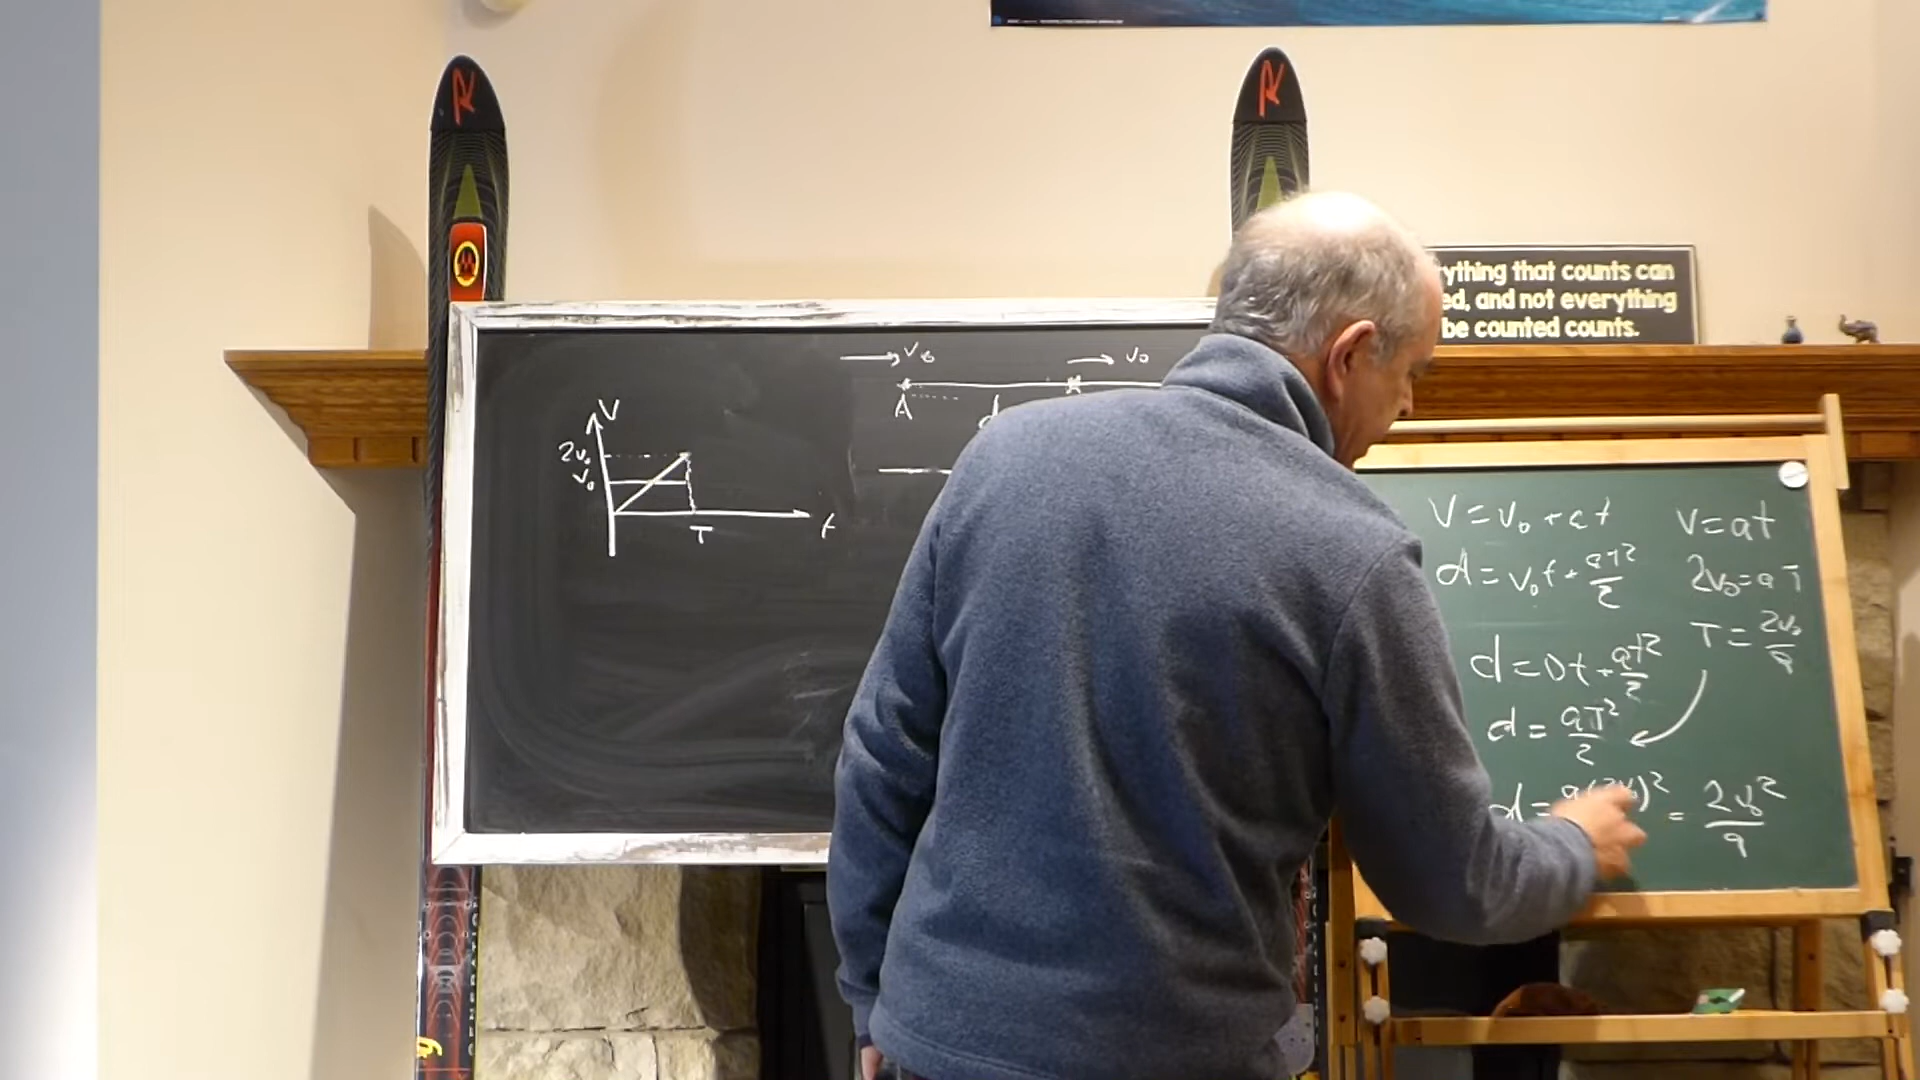 ything that counts can
ed, and not everything
be counted counts.
V
2v₀
v₀
T
t
v₀
v₀
A
d
V = v₀ + at
d = v₀t + at²/2
d = 0t + at²/2
d = aT²/2
= 2v₀²/a
V = at
2v₀ = aT
T = 2v₀/a
GENERATION